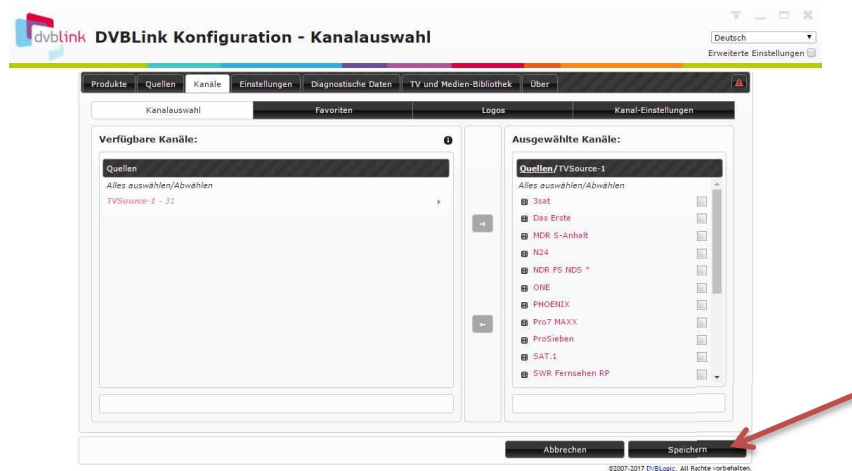 dvblink DVBLink Konfiguration - Kanalauswahl
Deutsch
Erweiterte Einstellungen
Produkte Quellen Kanäle Einstellungen Diagnostische Daten TV und Medien-Bibliothek Über
Kanalauswahl Favoriten Logos Kanal-Einstellungen
Verfügbare Kanäle:
Quellen
Alles auswählen/Abwählen
TVSource-1 - 31
Ausgewählte Kanäle:
Quellen/TVSource-1
Alles auswählen/Abwählen
3sat
Das Erste
MDR S-Anhalt
N24
NDR FS NDS *
ONE
PHOENIX
Pro7 MAXX
ProSieben
SAT.1
SWR Fernsehen RP
Abbrechen Speichern
©2007-2017 DVBLogic. All Rechte vorbehalten.